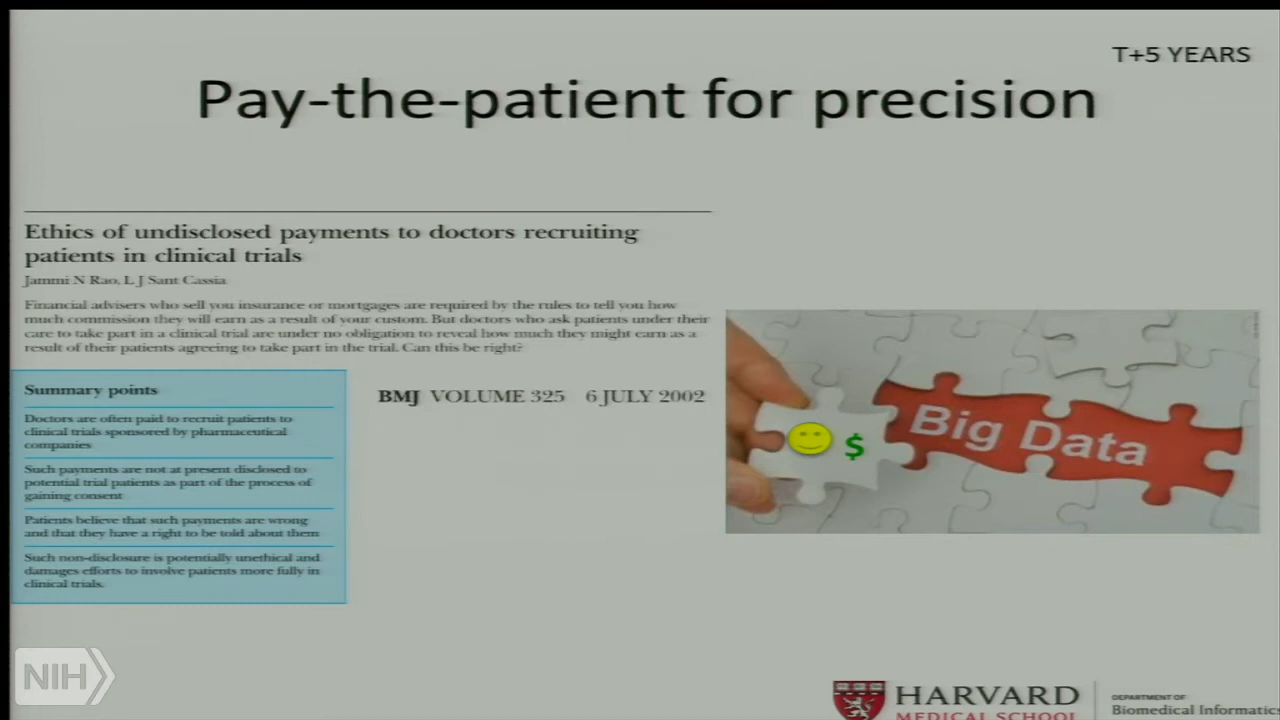 T+5 YEARS
Pay-the-patient for precision
Ethics of undisclosed payments to doctors recruiting
patients in clinical trials
Jammi N Rao, L J Sant Cassia
Financial advisers who sell you insurance or mortgages are required by the rules to tell you how
much commission they will earn as a result of your custom. But doctors who ask patients under their
care to take part in a clinical trial are under no obligation to reveal how much they might earn as a
result of their patients agreeing to take part in the trial. Can this be right?
Summary points
Doctors are often paid to recruit patients to
clinical trials sponsored by pharmaceutical
companies
Such payments are not at present disclosed to
potential trial patients as part of the process of
gaining consent
Patients believe that such payments are wrong
and that they have a right to be told about them
Such non-disclosure is potentially unethical and
damages efforts to involve patients more fully in
clinical trials.
BMJ VOLUME 325 6 JULY 2002
$
Big Data
NIH
HARVARD
MEDICAL SCHOOL
DEPARTMENT OF
Biomedical Informatics